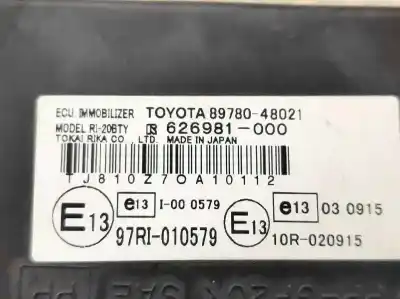 ECU. IMMOBILIZER TOYOTA 89780-48021
MODEL RI-20BTY 626981-000
TOKAI RIKA CO. LTD. MADE IN JAPAN
TJ810Z70A10112
E13 e13 I-00 0579
97RI-010579
E13 e13 03 0915
10R-020915